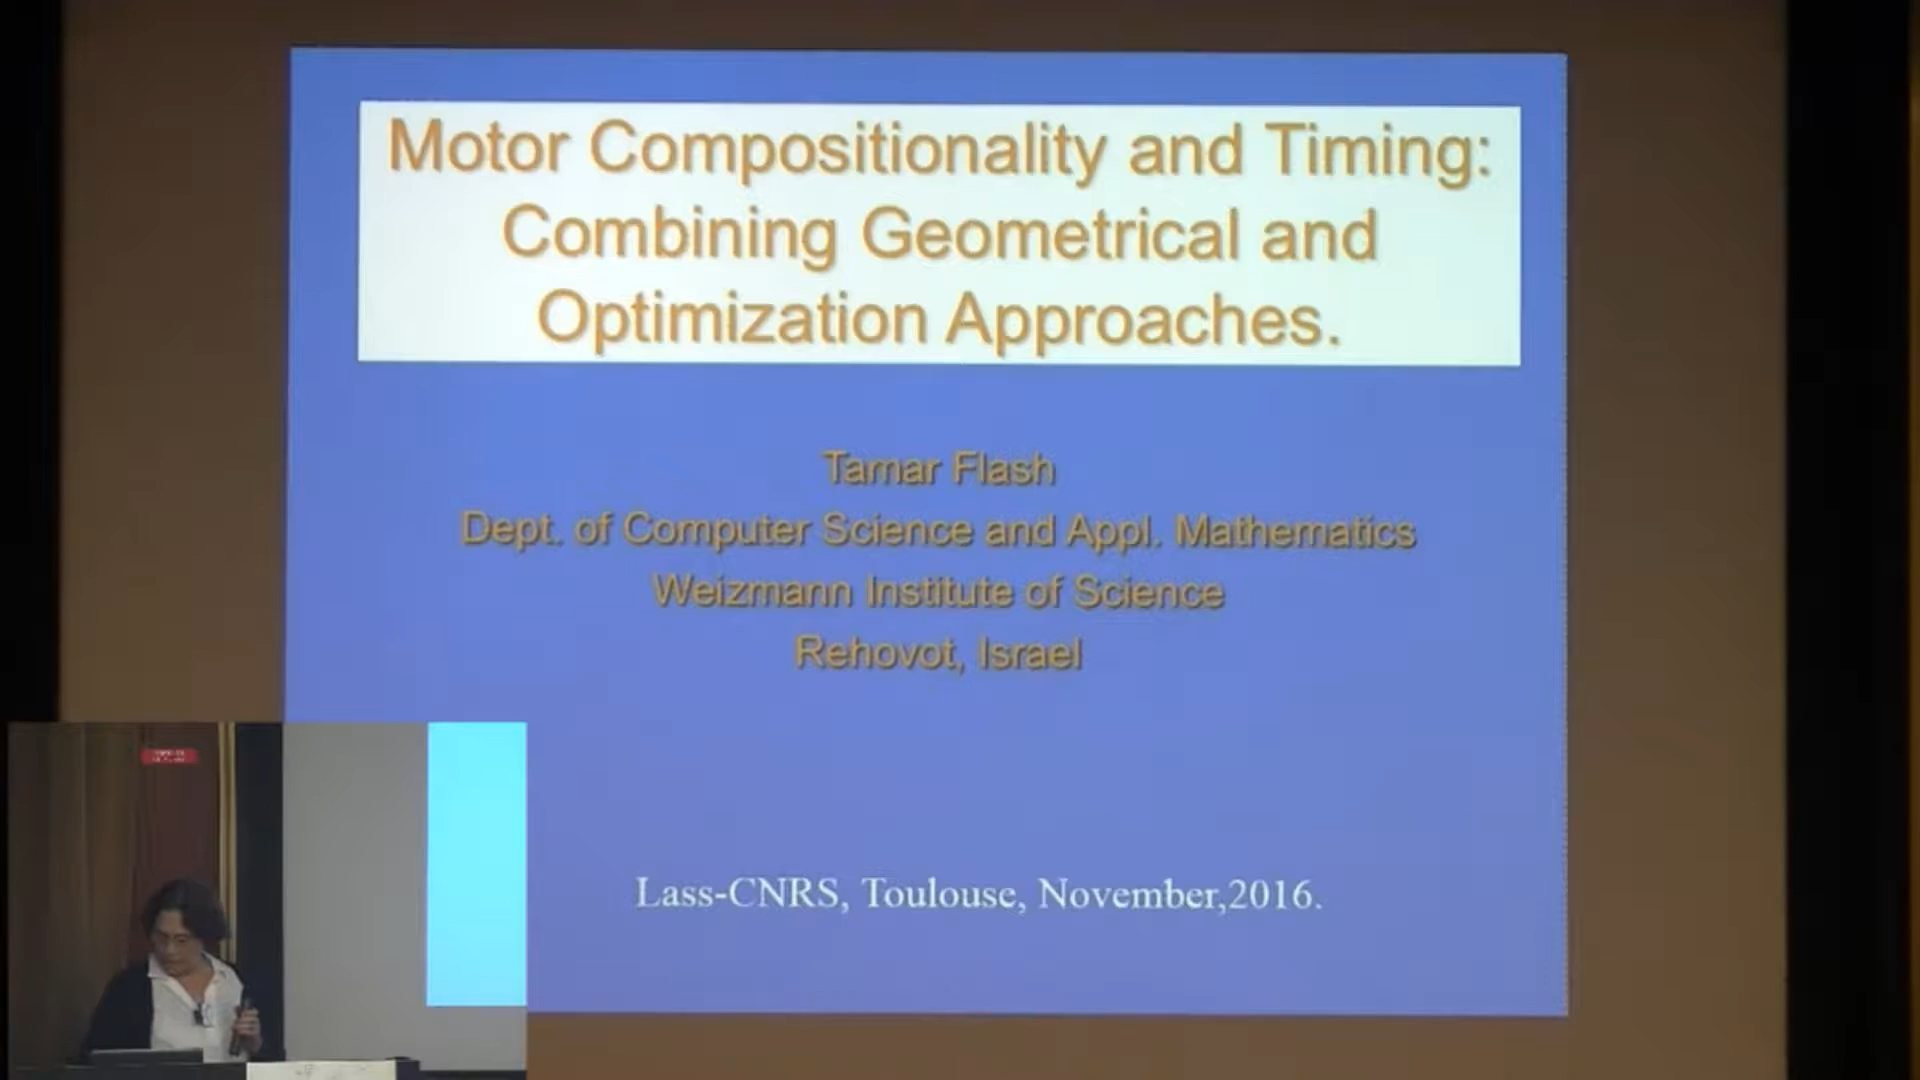 Motor Compositionality and Timing:
Combining Geometrical and
Optimization Approaches.
Tamar Flash
Dept. of Computer Science and Appl. Mathematics
Weizmann Institute of Science
Rehovot, Israel
Lass-CNRS, Toulouse, November,2016.